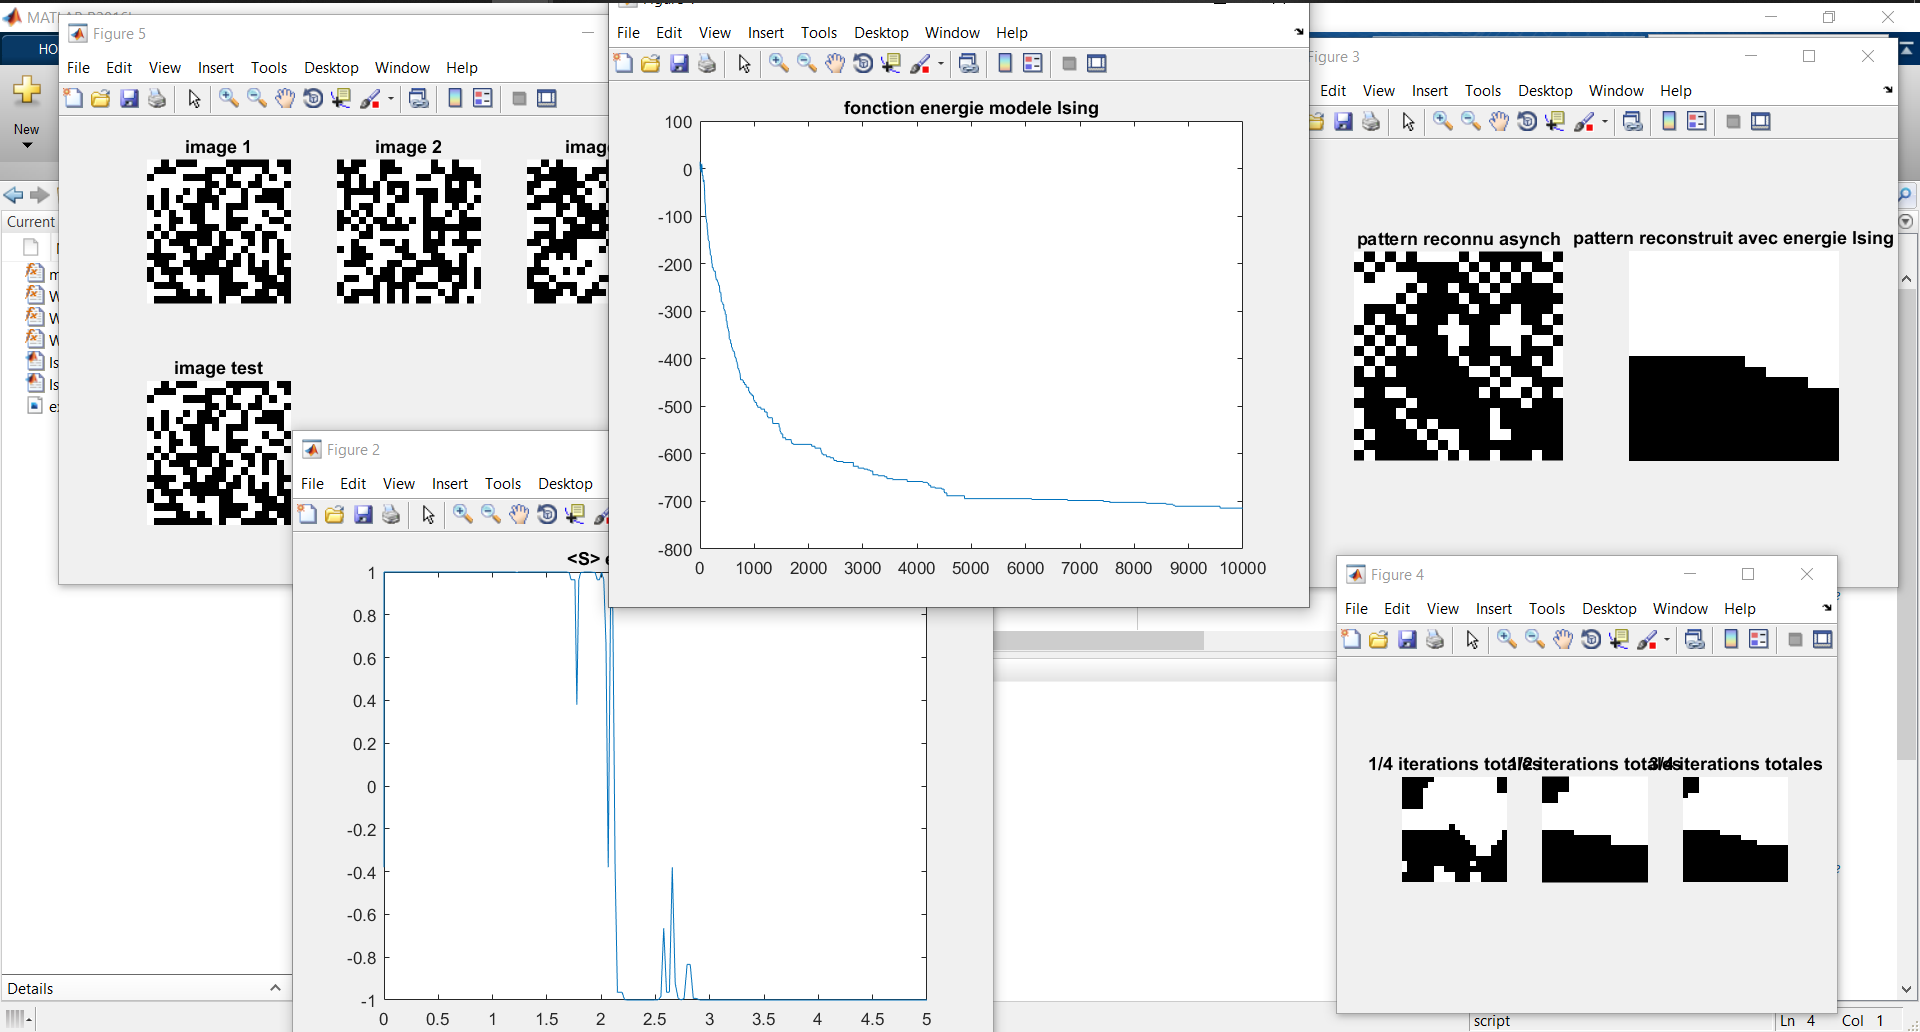 Figure 5
File Edit View Insert Tools Desktop Window Help
image 1
image 2
image test
New
Current
Details
Figure 2
File Edit View Insert Tools Desktop
<S>
1
0.8
0.6
0.4
0.2
0
-0.2
-0.4
-0.6
-0.8
-1
0 0.5 1 1.5 2 2.5 3 3.5 4 4.5 5
File Edit View Insert Tools Desktop Window Help
fonction energie modele Ising
100
0
-100
-200
-300
-400
-500
-600
-700
-800
0 1000 2000 3000 4000 5000 6000 7000 8000 9000 10000
Figure 3
Edit View Insert Tools Desktop Window Help
pattern reconnu asynch
pattern reconstruit avec energie Ising
Figure 4
File Edit View Insert Tools Desktop Window Help
1/4 iterations totales
1/2 iterations totales
3/4 iterations totales
script
Ln 4 Col 1